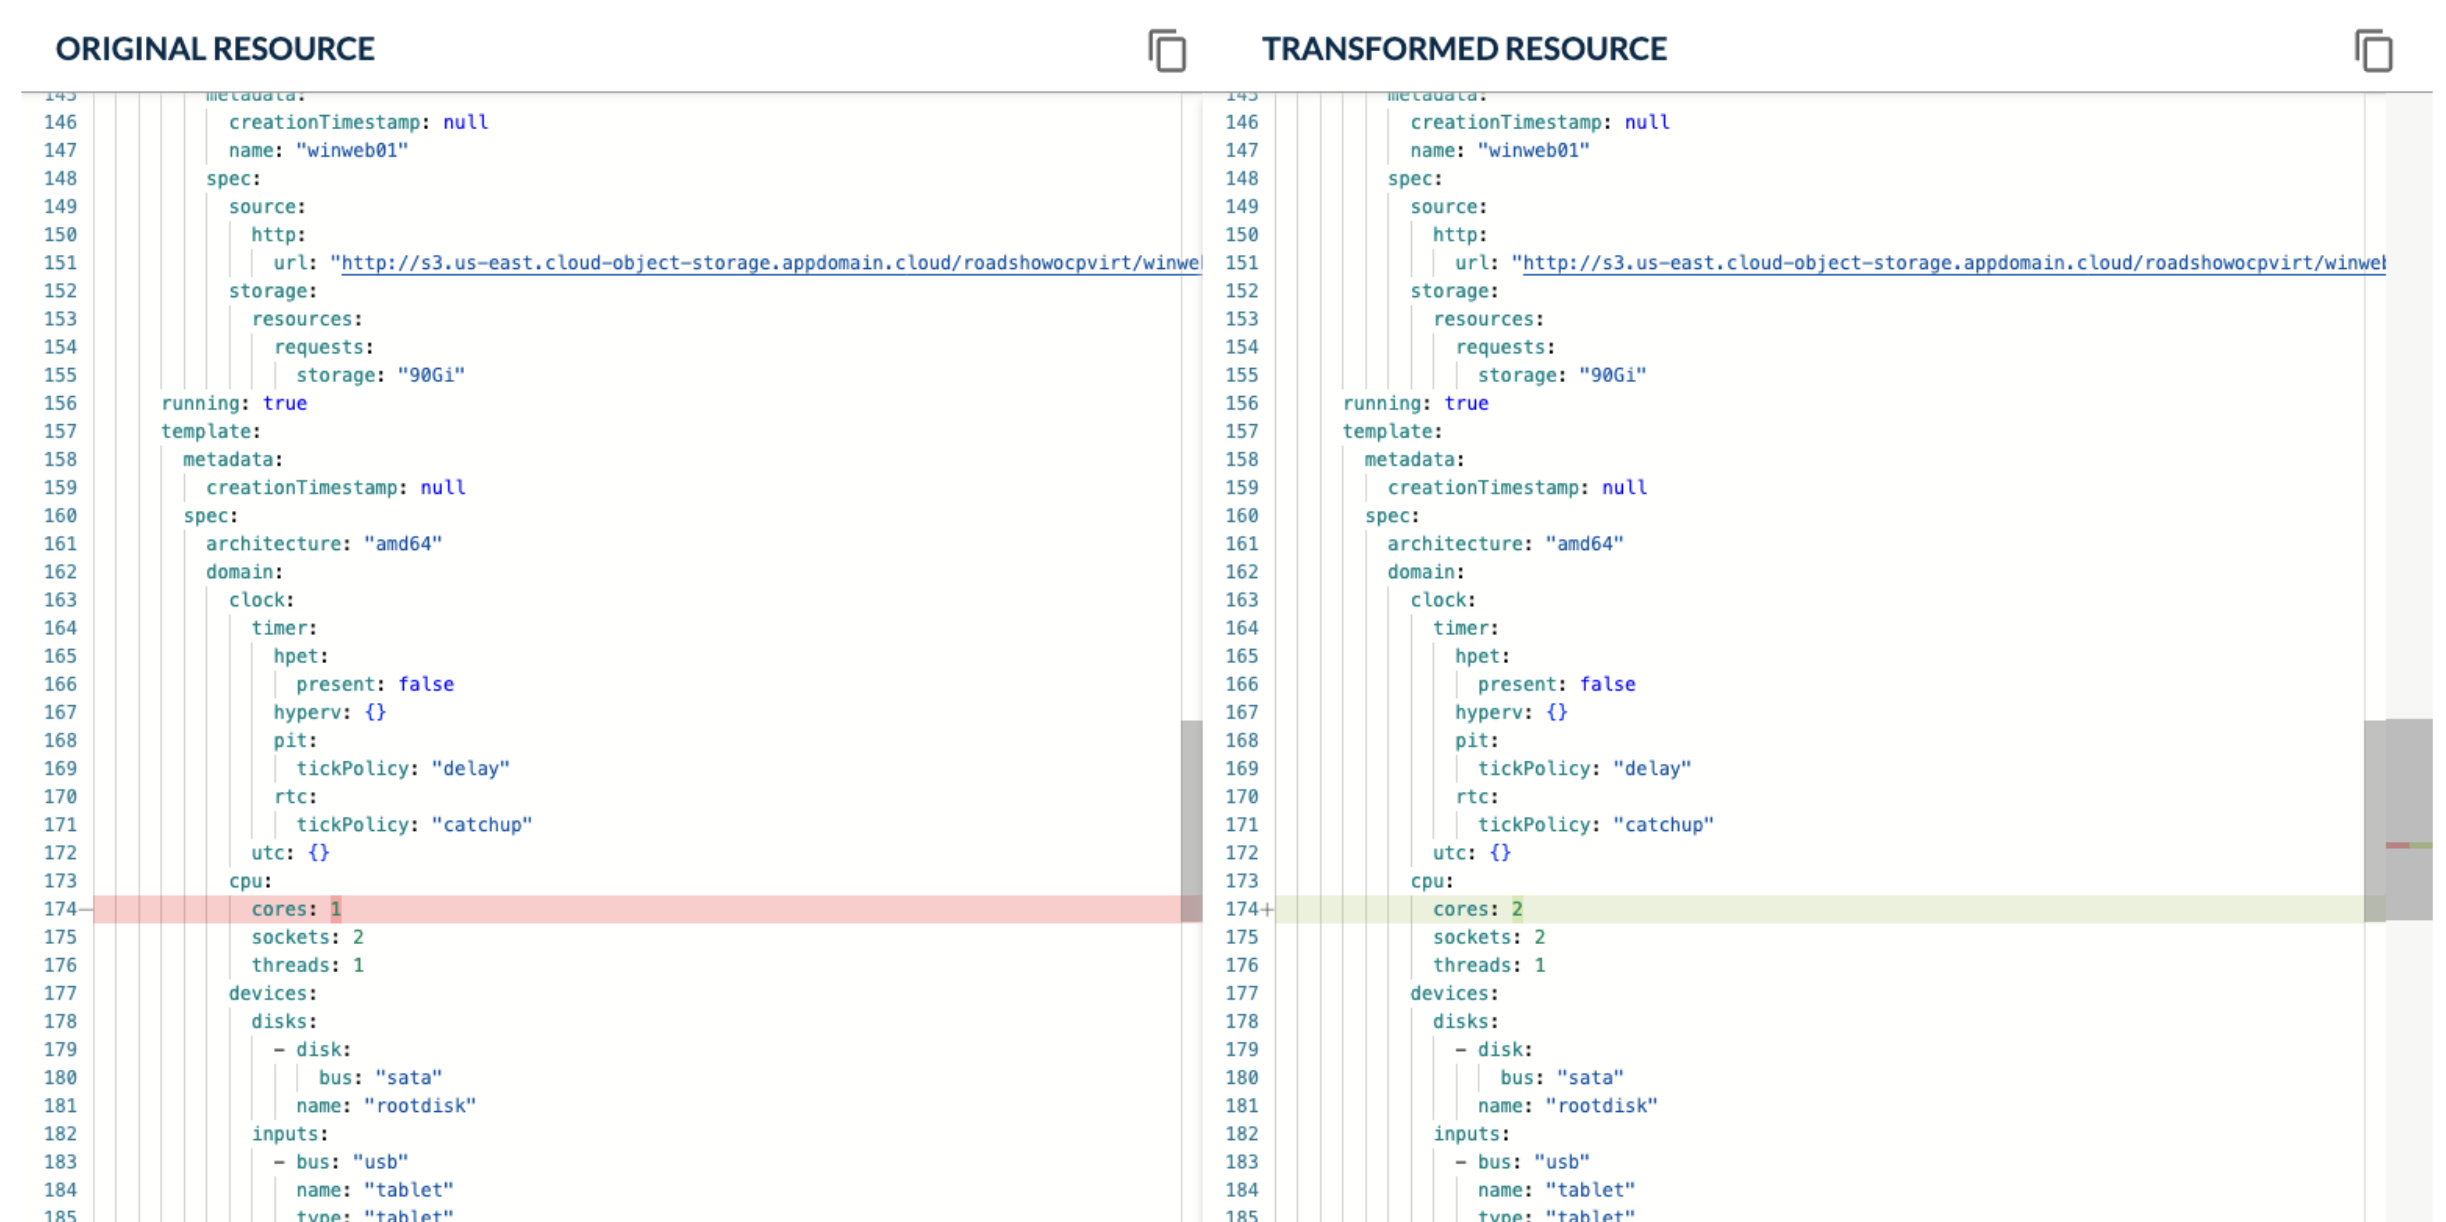 ORIGINAL RESOURCE
145 metadata:
146 creationTimestamp: null
147 name: "winweb01"
148 spec:
149 source:
150 http:
151 url: "http://s3.us-east.cloud-object-storage.appdomain.cloud/roadshowocpvirt/winwe
152 storage:
153 resources:
154 requests:
155 storage: "90Gi"
156 running: true
157 template:
158 metadata:
159 creationTimestamp: null
160 spec:
161 architecture: "amd64"
162 domain:
163 clock:
164 timer:
165 hpet:
166 present: false
167 hyperv: {}
168 pit:
169 tickPolicy: "delay"
170 rtc:
171 tickPolicy: "catchup"
172 utc: {}
173 cpu:
174− cores: 1
175 sockets: 2
176 threads: 1
177 devices:
178 disks:
179 - disk:
180 bus: "sata"
181 name: "rootdisk"
182 inputs:
183 - bus: "usb"
184 name: "tablet"
185 type: "tablet"
TRANSFORMED RESOURCE
145 metadata:
146 creationTimestamp: null
147 name: "winweb01"
148 spec:
149 source:
150 http:
151 url: "http://s3.us-east.cloud-object-storage.appdomain.cloud/roadshowocpvirt/winweb
152 storage:
153 resources:
154 requests:
155 storage: "90Gi"
156 running: true
157 template:
158 metadata:
159 creationTimestamp: null
160 spec:
161 architecture: "amd64"
162 domain:
163 clock:
164 timer:
165 hpet:
166 present: false
167 hyperv: {}
168 pit:
169 tickPolicy: "delay"
170 rtc:
171 tickPolicy: "catchup"
172 utc: {}
173 cpu:
174+ cores: 2
175 sockets: 2
176 threads: 1
177 devices:
178 disks:
179 - disk:
180 bus: "sata"
181 name: "rootdisk"
182 inputs:
183 - bus: "usb"
184 name: "tablet"
185 type: "tablet"